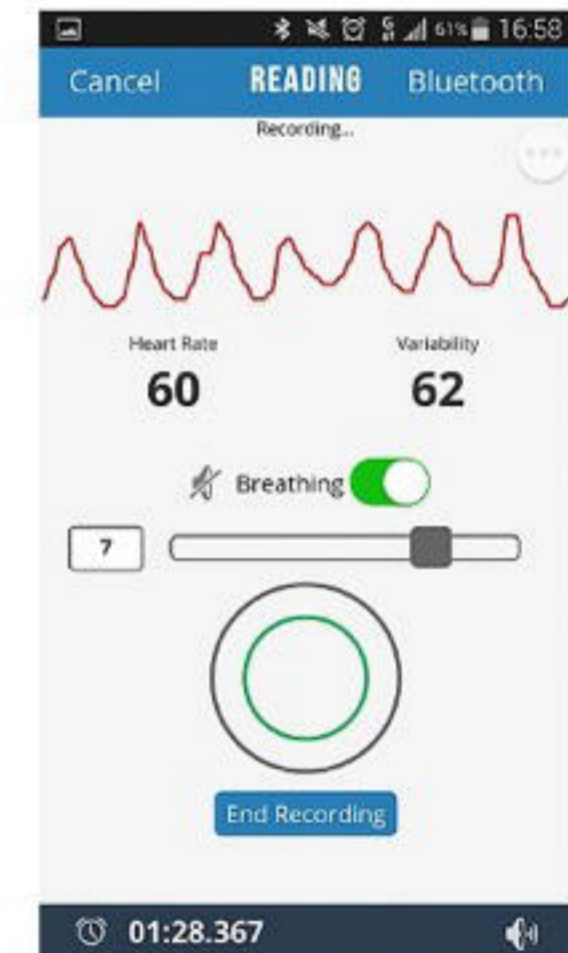 61% 16:58
Cancel READING Bluetooth
Recording...
Heart Rate Variability
60 62
Breathing
7
End Recording
01:28.367